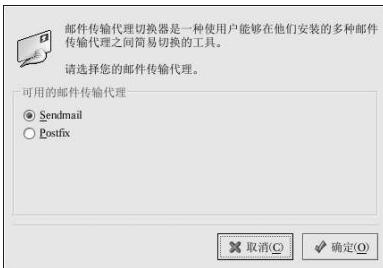 邮件传输代理切换器是一种使用户能够在他们安装的多种邮件
传输代理之间简易切换的工具。
请选择您的邮件传输代理。
可用的邮件传输代理
Sendmail
Postfix
取消(C)
确定(O)